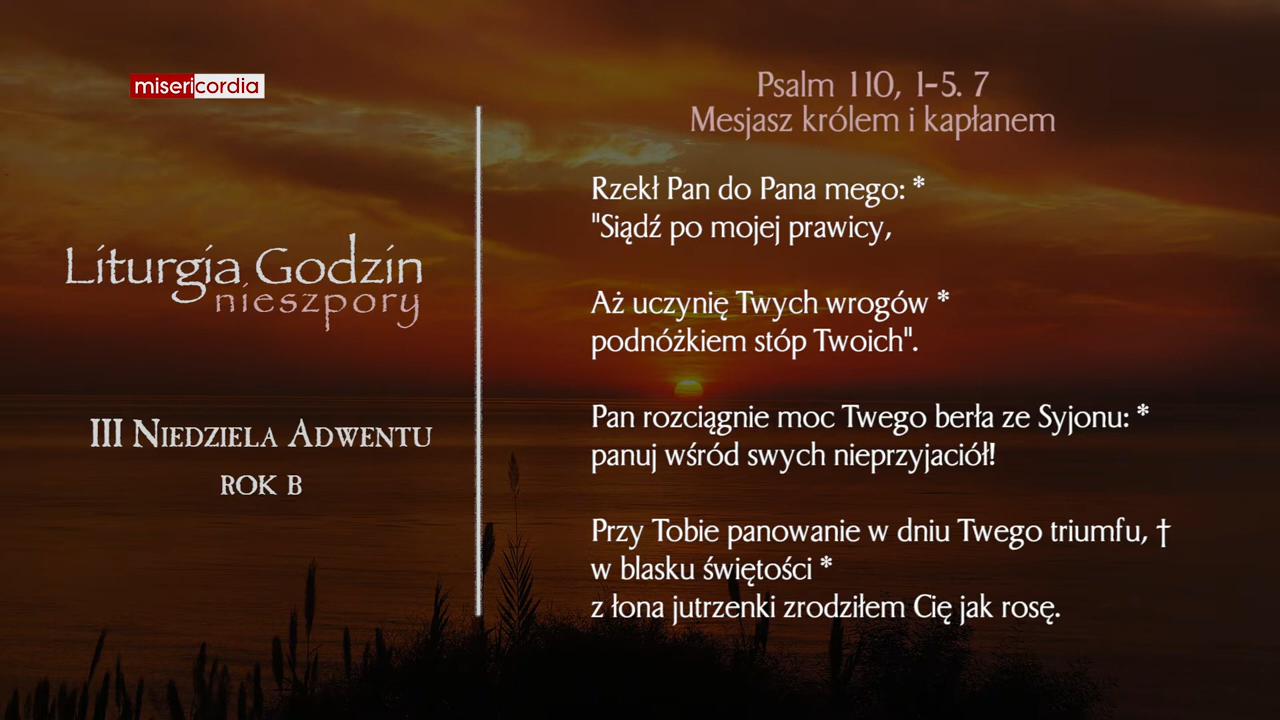 misericordia
Liturgia Godzin
nieszpory
III Niedziela Adwentu
rok B
Psalm 110, 1-5. 7
Mesjasz królem i kapłanem
Rzekł Pan do Pana mego: *
"Siądź po mojej prawicy,
Aż uczynię Twych wrogów *
podnóżkiem stóp Twoich".
Pan rozciągnie moc Twego berła ze Syjonu: *
panuj wśród swych nieprzyjaciół!
Przy Tobie panowanie w dniu Twego triumfu, †
w blasku świętości *
z łona jutrzenki zrodziłem Cię jak rosę.